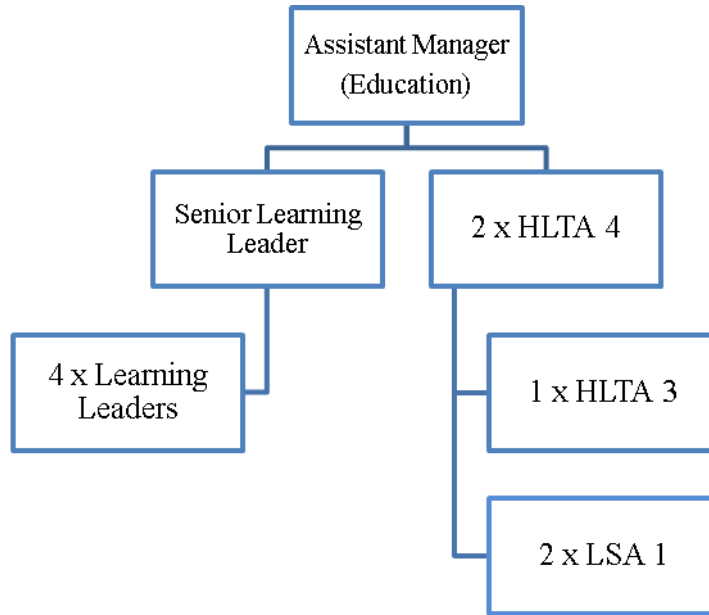 Assistant Manager
(Education)
Senior Learning
Leader
2 x HLTA 4
4 x Learning
Leaders
1 x HLTA 3
2 x LSA 1